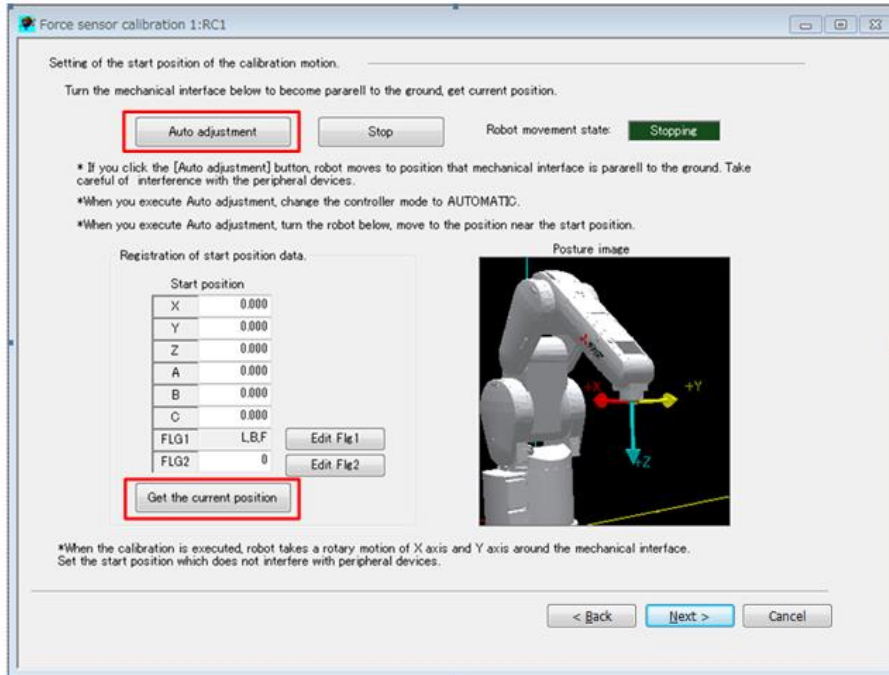 Force sensor calibration 1:RC1
Setting of the start position of the calibration motion.
Turn the mechanical interface below to become pararell to the ground, get current position.
Auto adjustment
Stop
Robot movement state:
Stopping
* If you click the [Auto adjustment] button, robot moves to position that mechanical interface is pararell to the ground. Take
careful of interference with the peripheral devices.
*When you execute Auto adjustment, change the controller mode to AUTOMATIC.
*When you execute Auto adjustment, turn the robot below, move to the position near the start position.
Registration of start position data.
Start position
X 0.000
Y 0.000
Z 0.000
A 0.000
B 0.000
C 0.000
FLG1 L,B,F Edit Flg1
FLG2 0 Edit Flg2
Get the current position
Posture image
+X
+Y
+Z
*When the calibration is executed, robot takes a rotary motion of X axis and Y axis around the mechanical interface.
Set the start position which does not interfere with peripheral devices.
< Back
Next >
Cancel